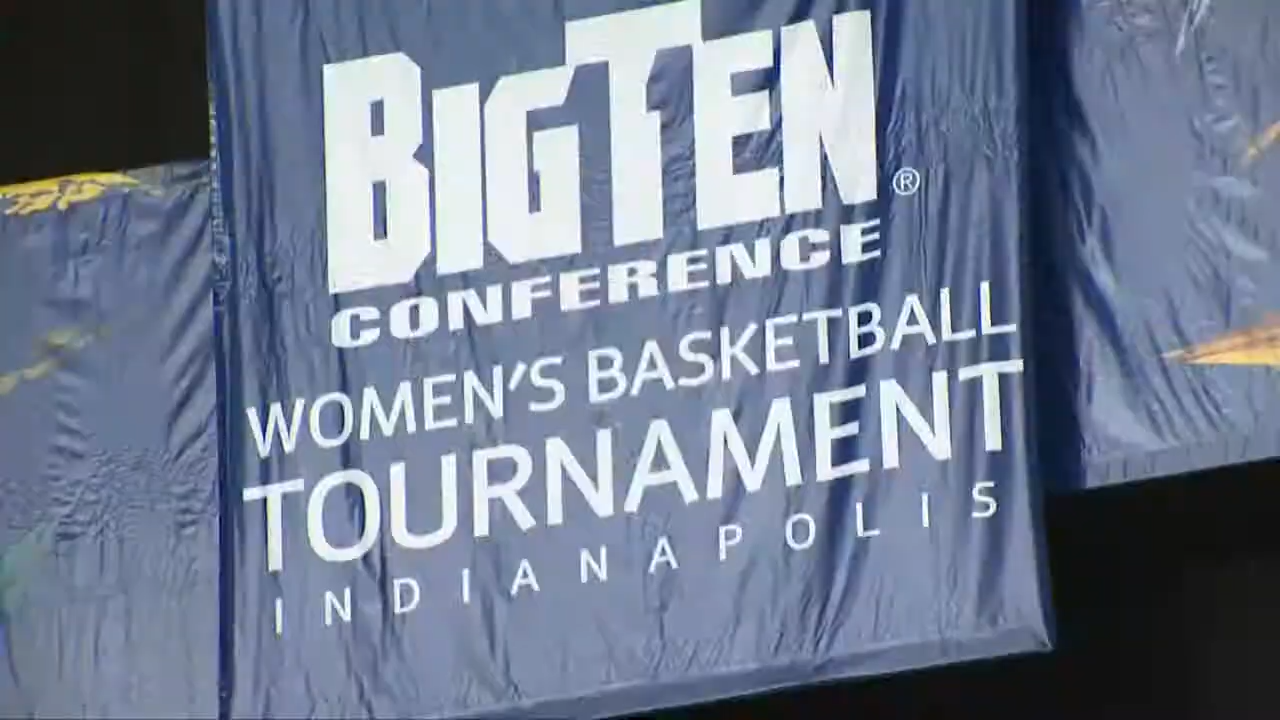 BIGTEN®
CONFERENCE
WOMEN'S BASKETBALL
TOURNAMENT
INDIANAPOLIS